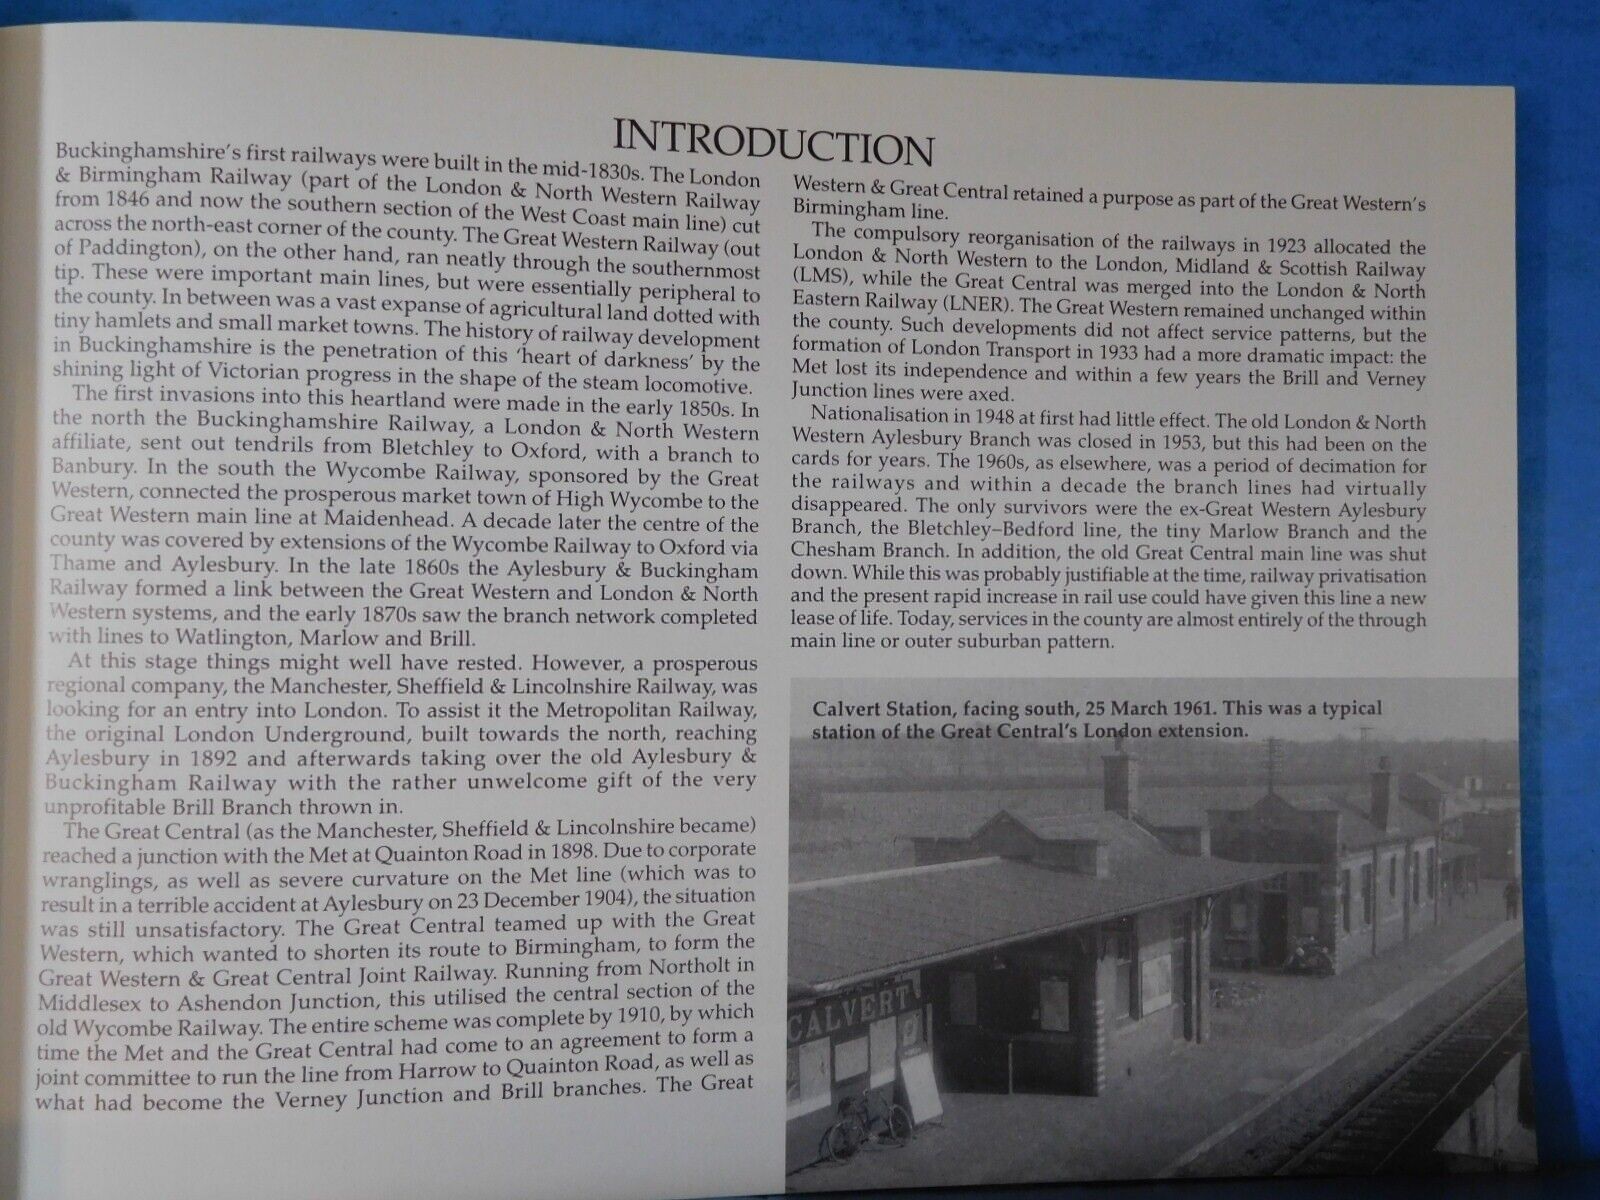 INTRODUCTION
Buckinghamshire's first railways were built in the mid-1830s. The London
& Birmingham Railway (part of the London & North Western Railway
from 1846 and now the southern section of the West Coast main line) cut
across the north-east corner of the county. The Great Western Railway (out
of Paddington), on the other hand, ran neatly through the southernmost
tip. These were important main lines, but were essentially peripheral to
the county. In between was a vast expanse of agricultural land dotted with
tiny hamlets and small market towns. The history of railway development
in Buckinghamshire is the penetration of this 'heart of darkness' by the
shining light of Victorian progress in the shape of the steam locomotive.
The first invasions into this heartland were made in the early 1850s. In
the north the Buckinghamshire Railway, a London & North Western
affiliate, sent out tendrils from Bletchley to Oxford, with a branch to
Banbury. In the south the Wycombe Railway, sponsored by the Great
Western, connected the prosperous market town of High Wycombe to the
Great Western main line at Maidenhead. A decade later the centre of the
county was covered by extensions of the Wycombe Railway to Oxford via
Thame and Aylesbury. In the late 1860s the Aylesbury & Buckingham
Railway formed a link between the Great Western and London & North
Western systems, and the early 1870s saw the branch network completed
with lines to Watlington, Marlow and Brill.
At this stage things might well have rested. However, a prosperous
regional company, the Manchester, Sheffield & Lincolnshire Railway, was
looking for an entry into London. To assist it the Metropolitan Railway,
the original London Underground, built towards the north, reaching
Aylesbury in 1892 and afterwards taking over the old Aylesbury &
Buckingham Railway with the rather unwelcome gift of the very
unprofitable Brill Branch thrown in.
The Great Central (as the Manchester, Sheffield & Lincolnshire became)
reached a junction with the Met at Quainton Road in 1898. Due to corporate
wranglings, as well as severe curvature on the Met line (which was to
result in a terrible accident at Aylesbury on 23 December 1904), the situation
was still unsatisfactory. The Great Central teamed up with the Great
Western, which wanted to shorten its route to Birmingham, to form the
Great Western & Great Central Joint Railway. Running from Northolt in
Middlesex to Ashendon Junction, this utilised the central section of the
old Wycombe Railway. The entire scheme was complete by 1910, by which
time the Met and the Great Central had come to an agreement to form a
joint committee to run the line from Harrow to Quainton Road, as well as
what had become the Verney Junction and Brill branches. The Great
Western & Great Central retained a purpose as part of the Great Western's
Birmingham line.
The compulsory reorganisation of the railways in 1923 allocated the
London & North Western to the London, Midland & Scottish Railway
(LMS), while the Great Central was merged into the London & North
Eastern Railway (LNER). The Great Western remained unchanged within
the county. Such developments did not affect service patterns, but the
formation of London Transport in 1933 had a more dramatic impact: the
Met lost its independence and within a few years the Brill and Verney
Junction lines were axed.
Nationalisation in 1948 at first had little effect. The old London & North
Western Aylesbury Branch was closed in 1953, but this had been on the
cards for years. The 1960s, as elsewhere, was a period of decimation for
the railways and within a decade the branch lines had virtually
disappeared. The only survivors were the ex-Great Western Aylesbury
Branch, the Bletchley–Bedford line, the tiny Marlow Branch and the
Chesham Branch. In addition, the old Great Central main line was shut
down. While this was probably justifiable at the time, railway privatisation
and the present rapid increase in rail use could have given this line a new
lease of life. Today, services in the county are almost entirely of the through
main line or outer suburban pattern.
Calvert Station, facing south, 25 March 1961. This was a typical
station of the Great Central's London extension.
CALVERT